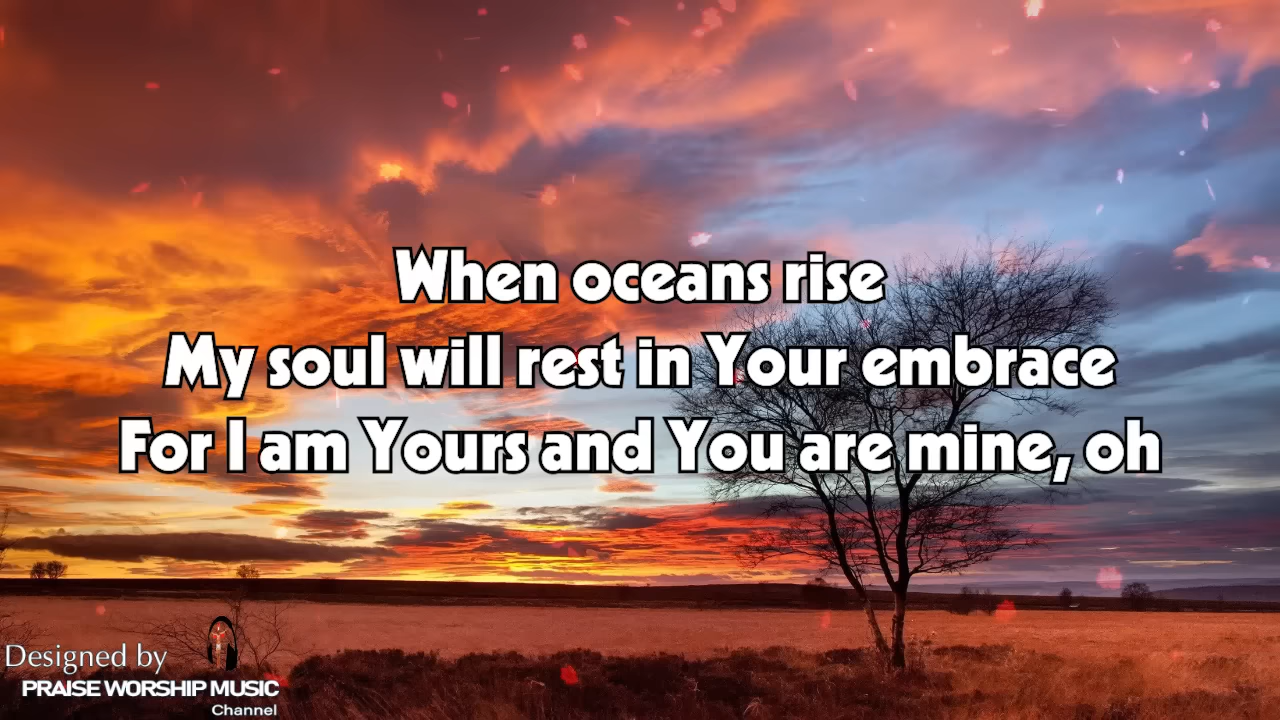 When oceans rise
My soul will rest in Your embrace
For I am Yours and You are mine, oh
Designed by
PRAISE WORSHIP MUSIC
Channel